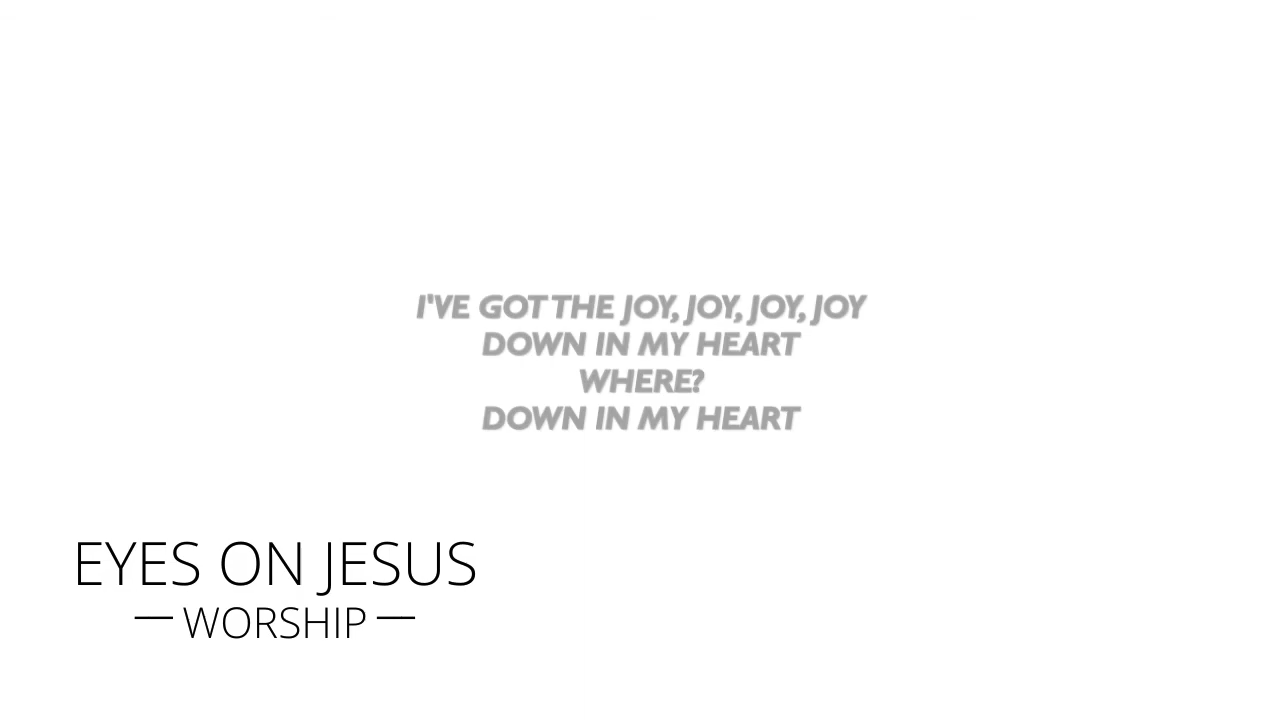 I'VE GOT THE JOY, JOY, JOY, JOY
DOWN IN MY HEART
WHERE?
DOWN IN MY HEART
EYES ON JESUS
— WORSHIP —